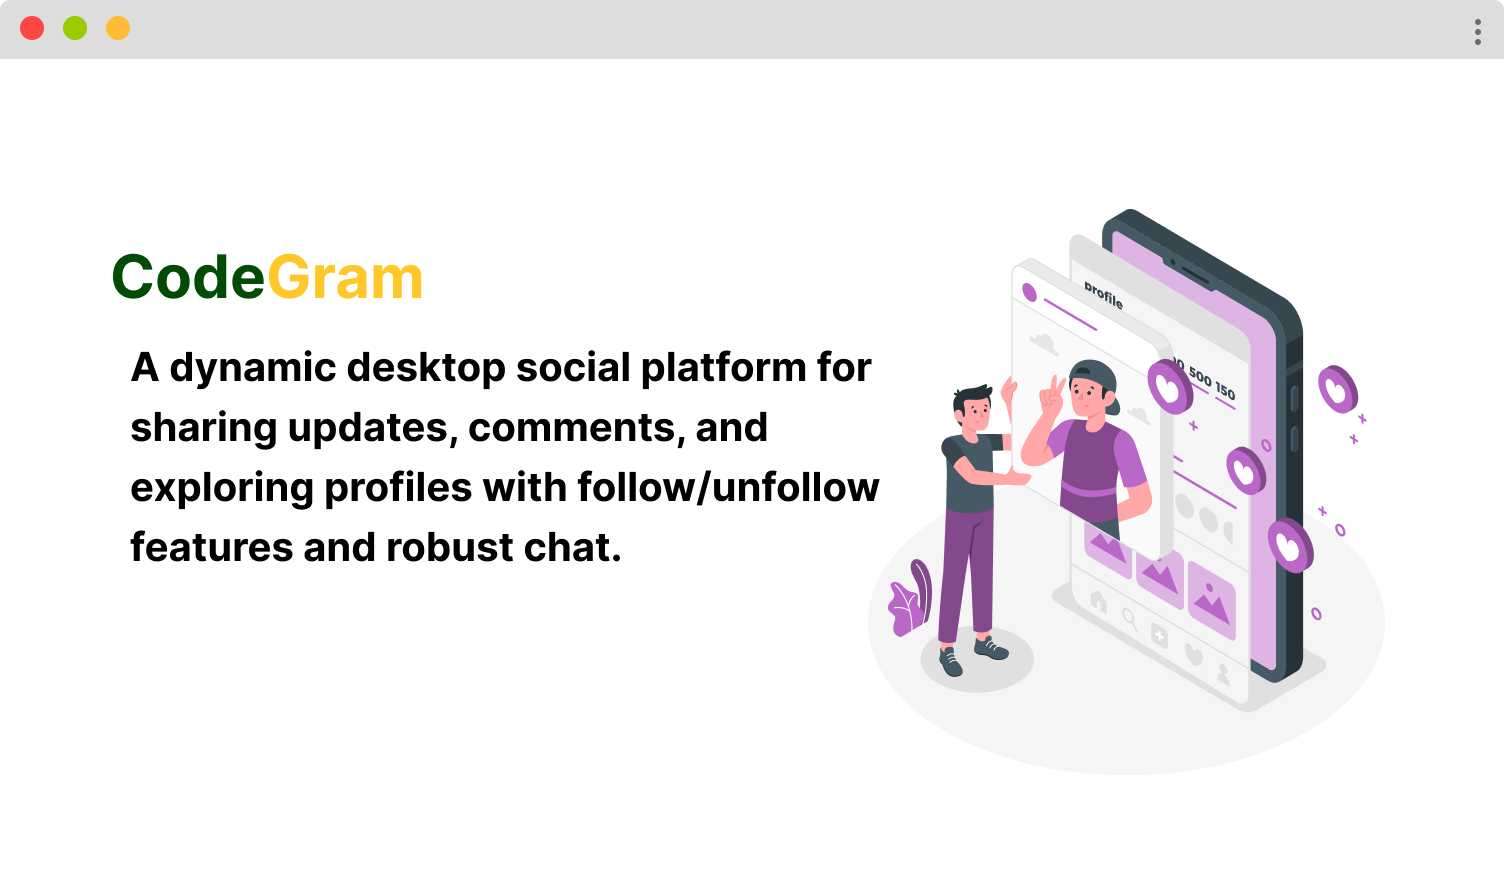 CodeGram
A dynamic desktop social platform for
sharing updates, comments, and
exploring profiles with follow/unfollow
features and robust chat.
profile
500 150